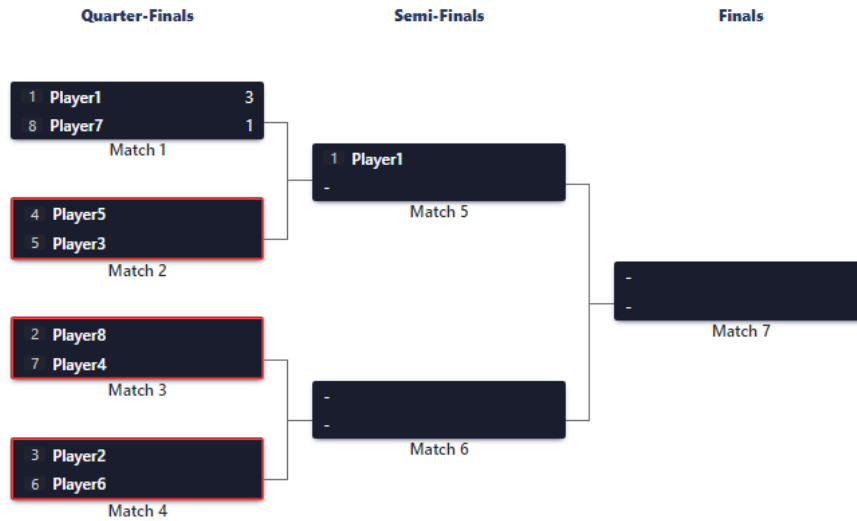 Quarter-Finals Semi-Finals Finals
1 Player1 3
8 Player7 1
Match 1
4 Player5
5 Player3
Match 2
2 Player8
7 Player4
Match 3
3 Player2
6 Player6
Match 4
1 Player1
-
Match 5
-
-
Match 6
-
-
Match 7